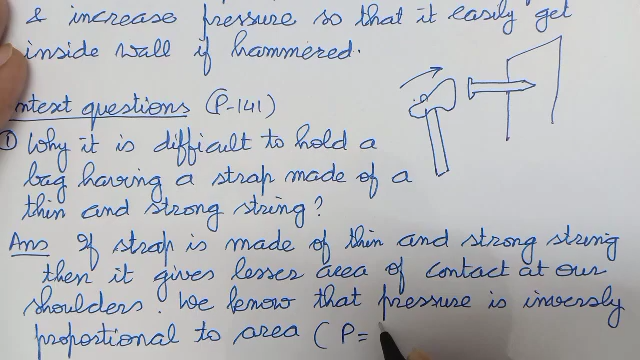 & increase pressure so that it easily get
inside wall if hammered.
ntext questions (P-141)
① Why it is difficult to hold a
bag having a strap made of a
thin and strong string?
Ans If strap is made of thin and strong string
then it gives lesser area of contact at our
shoulders. We know that pressure is inversly
proportional to area (P=